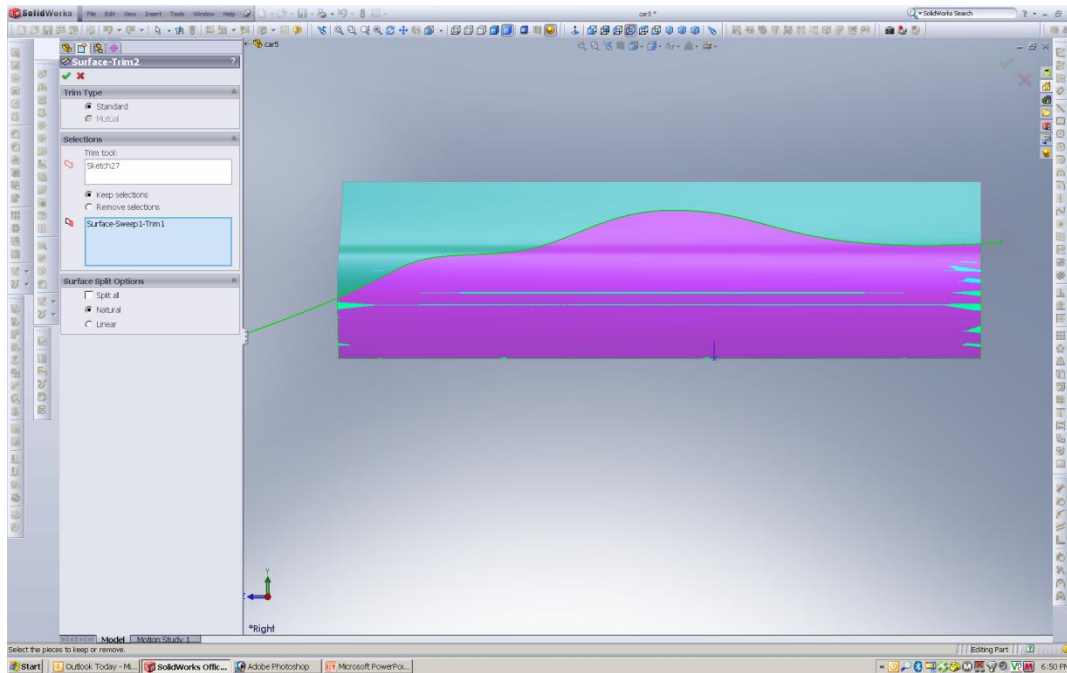 SolidWorks File Edit View Insert Tools Window Help car5 * SolidWorks Search
car5
Surface-Trim2 ?
Trim Type
Standard
Mutual
Selections
Trim tool:
Sketch27
Keep selections
Remove selections
Surface-Sweep1-Trim1
Surface Split Options
Split all
Natural
Linear
Y
Z
*Right
Model Motion Study 1
Select the pieces to keep or remove. Editing Part
Start Outlook Today - Mi... SolidWorks Offic... Adobe Photoshop Microsoft PowerPoi... 6:50 PM